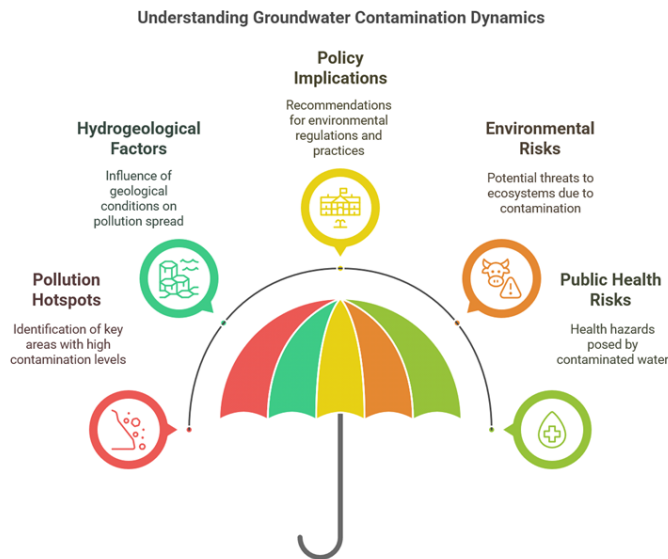 Understanding Groundwater Contamination Dynamics
Policy
Implications
Recommendations
for environmental
regulations and
practices
Hydrogeological
Factors
Influence of
geological
conditions on
pollution spread
Environmental
Risks
Potential threats to
ecosystems due to
contamination
Pollution
Hotspots
Identification of key
areas with high
contamination levels
Public Health
Risks
Health hazards
posed by
contaminated water